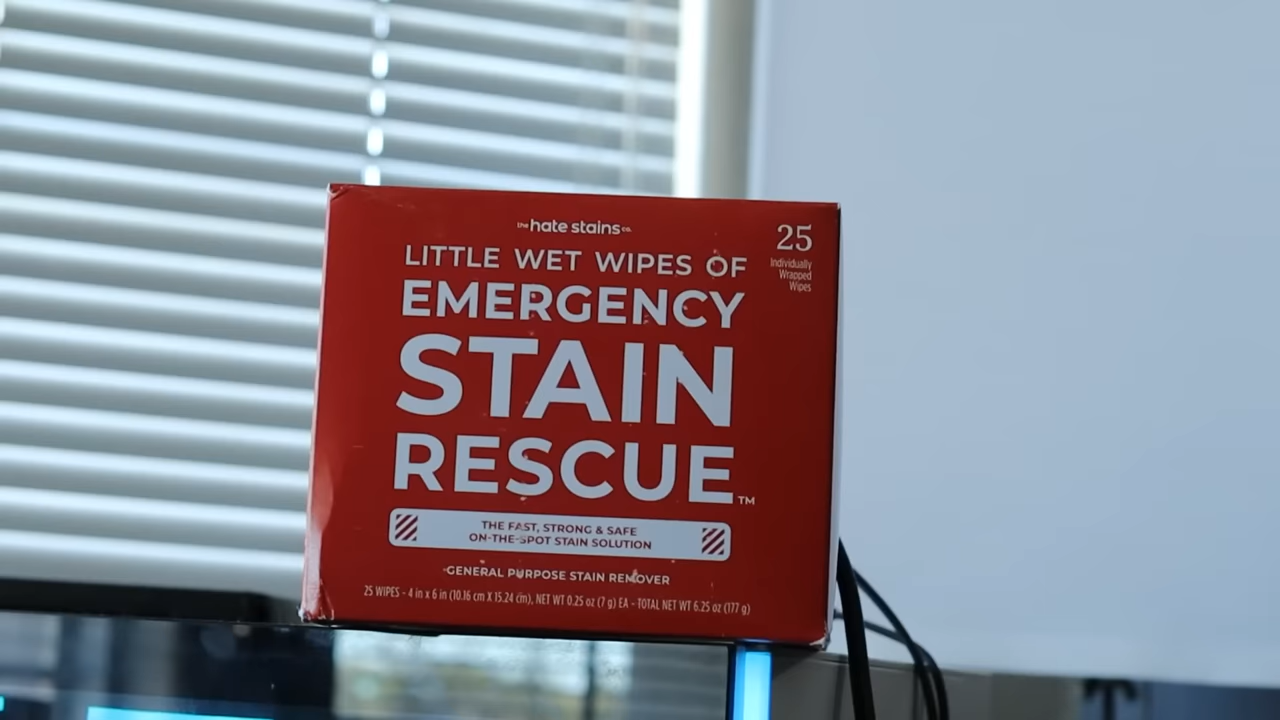 the hate stains co.
LITTLE WET WIPES OF
EMERGENCY
STAIN
RESCUE™
25
Individually
Wrapped
Wipes
THE FAST, STRONG & SAFE
ON-THE-SPOT STAIN SOLUTION
GENERAL PURPOSE STAIN REMOVER
25 WIPES - 4 in x 6 in (10.16 cm X 15.24 cm), NET WT 0.25 oz (7 g) EA - TOTAL NET WT 6.25 oz (177 g)